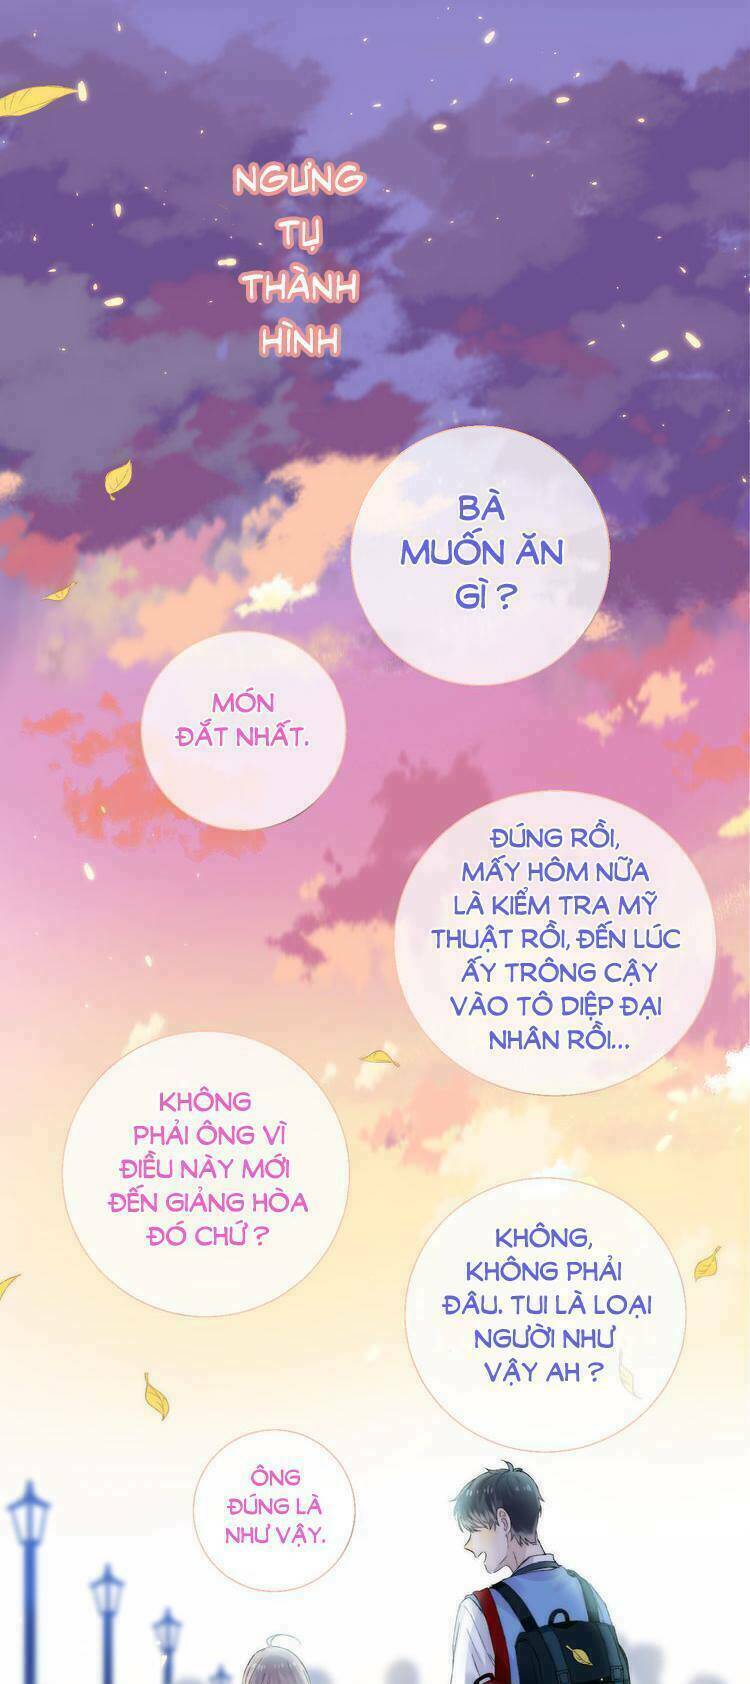 NGƯNG
TỤ
THÀNH
HÌNH
BÀ
MUỐN ĂN
GÌ ?
MÓN
ĐẮT NHẤT.
ĐÚNG RỒI,
MẤY HÔM NỮA
LÀ KIỂM TRA MỸ
THUẬT RỒI, ĐẾN LÚC
ẤY TRÔNG CẬY
VÀO TÔ DIỆP ĐẠI
NHÂN RỒI...
KHÔNG
PHẢI ÔNG VÌ
ĐIỀU NÀY MỚI
ĐẾN GIẢNG HÒA
ĐÓ CHỨ ?
KHÔNG,
KHÔNG PHẢI
ĐÂU. TUI LÀ LOẠI
NGƯỜI NHƯ
VẬY AH ?
ÔNG
ĐÚNG LÀ
NHƯ VẬY.